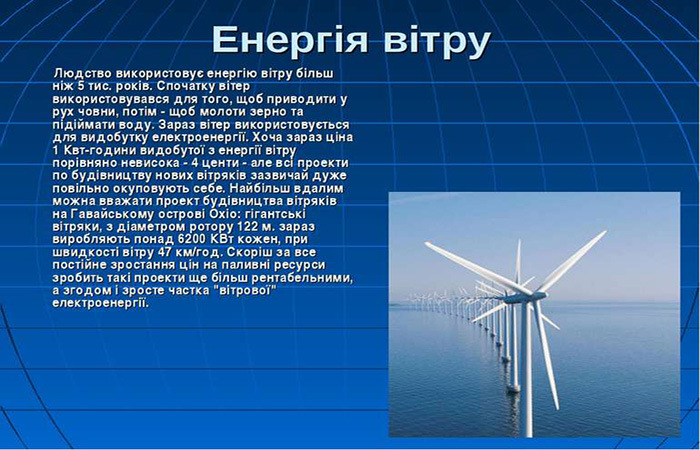 Енергія вітру
Людство використовує енергію вітру більш
ніж 5 тис. років. Спочатку вітер
використовувався для того, щоб приводити у
рух човни, потім - щоб молоти зерно та
підіймати воду. Зараз вітер використовується
для видобутку електроенергії. Хоча зараз ціна
1 Квт-години видобутої з енергії вітру
порівняно невисока - 4 центи - але всі проекти
по будівництву нових вітряків зазвичай дуже
повільно окуповують себе. Найбільш вдалим
можна вважати проект будівництва вітряків
на Гавайському острові Охіо: гігантські
вітряки, з діаметром ротору 122 м. зараз
виробляють понад 6200 КВт кожен, при
швидкості вітру 47 км/год. Скоріш за все
постійне зростання цін на паливні ресурси
зробить такі проекти ще більш рентабельними,
а згодом і зросте частка "вітрової"
електроенергії.